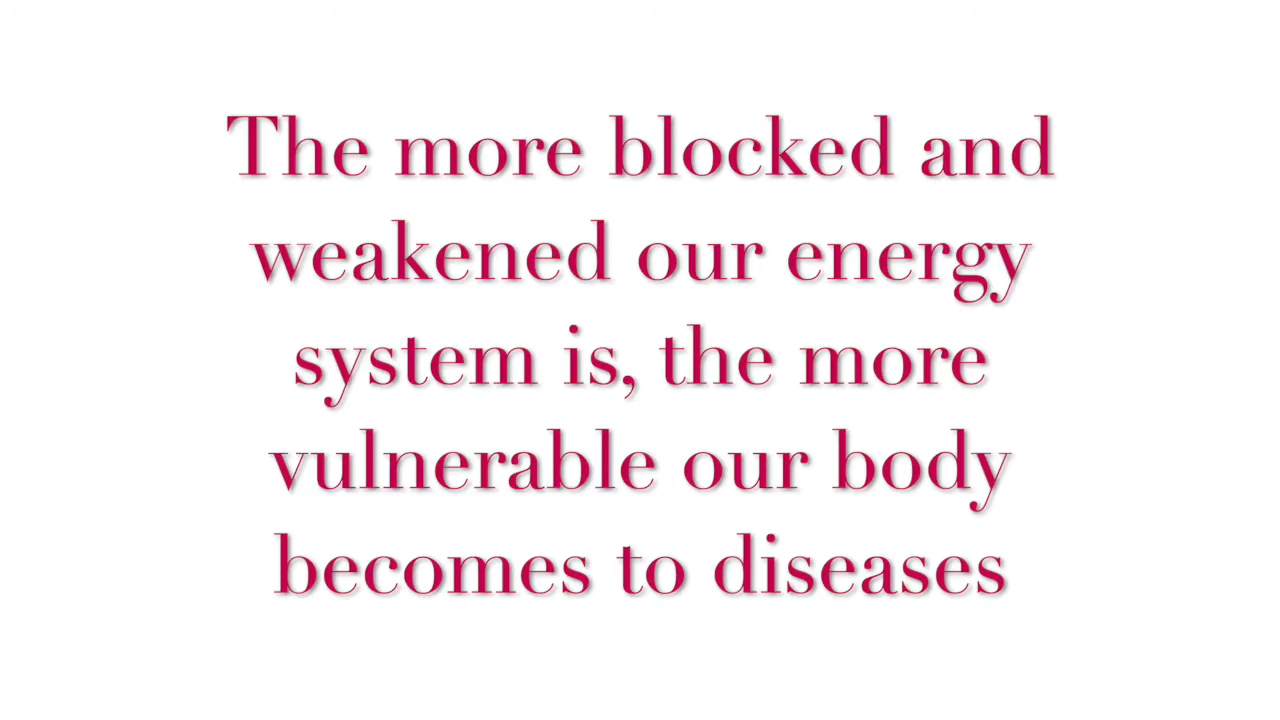 The more blocked and
weakened our energy
system is, the more
vulnerable our body
becomes to diseases